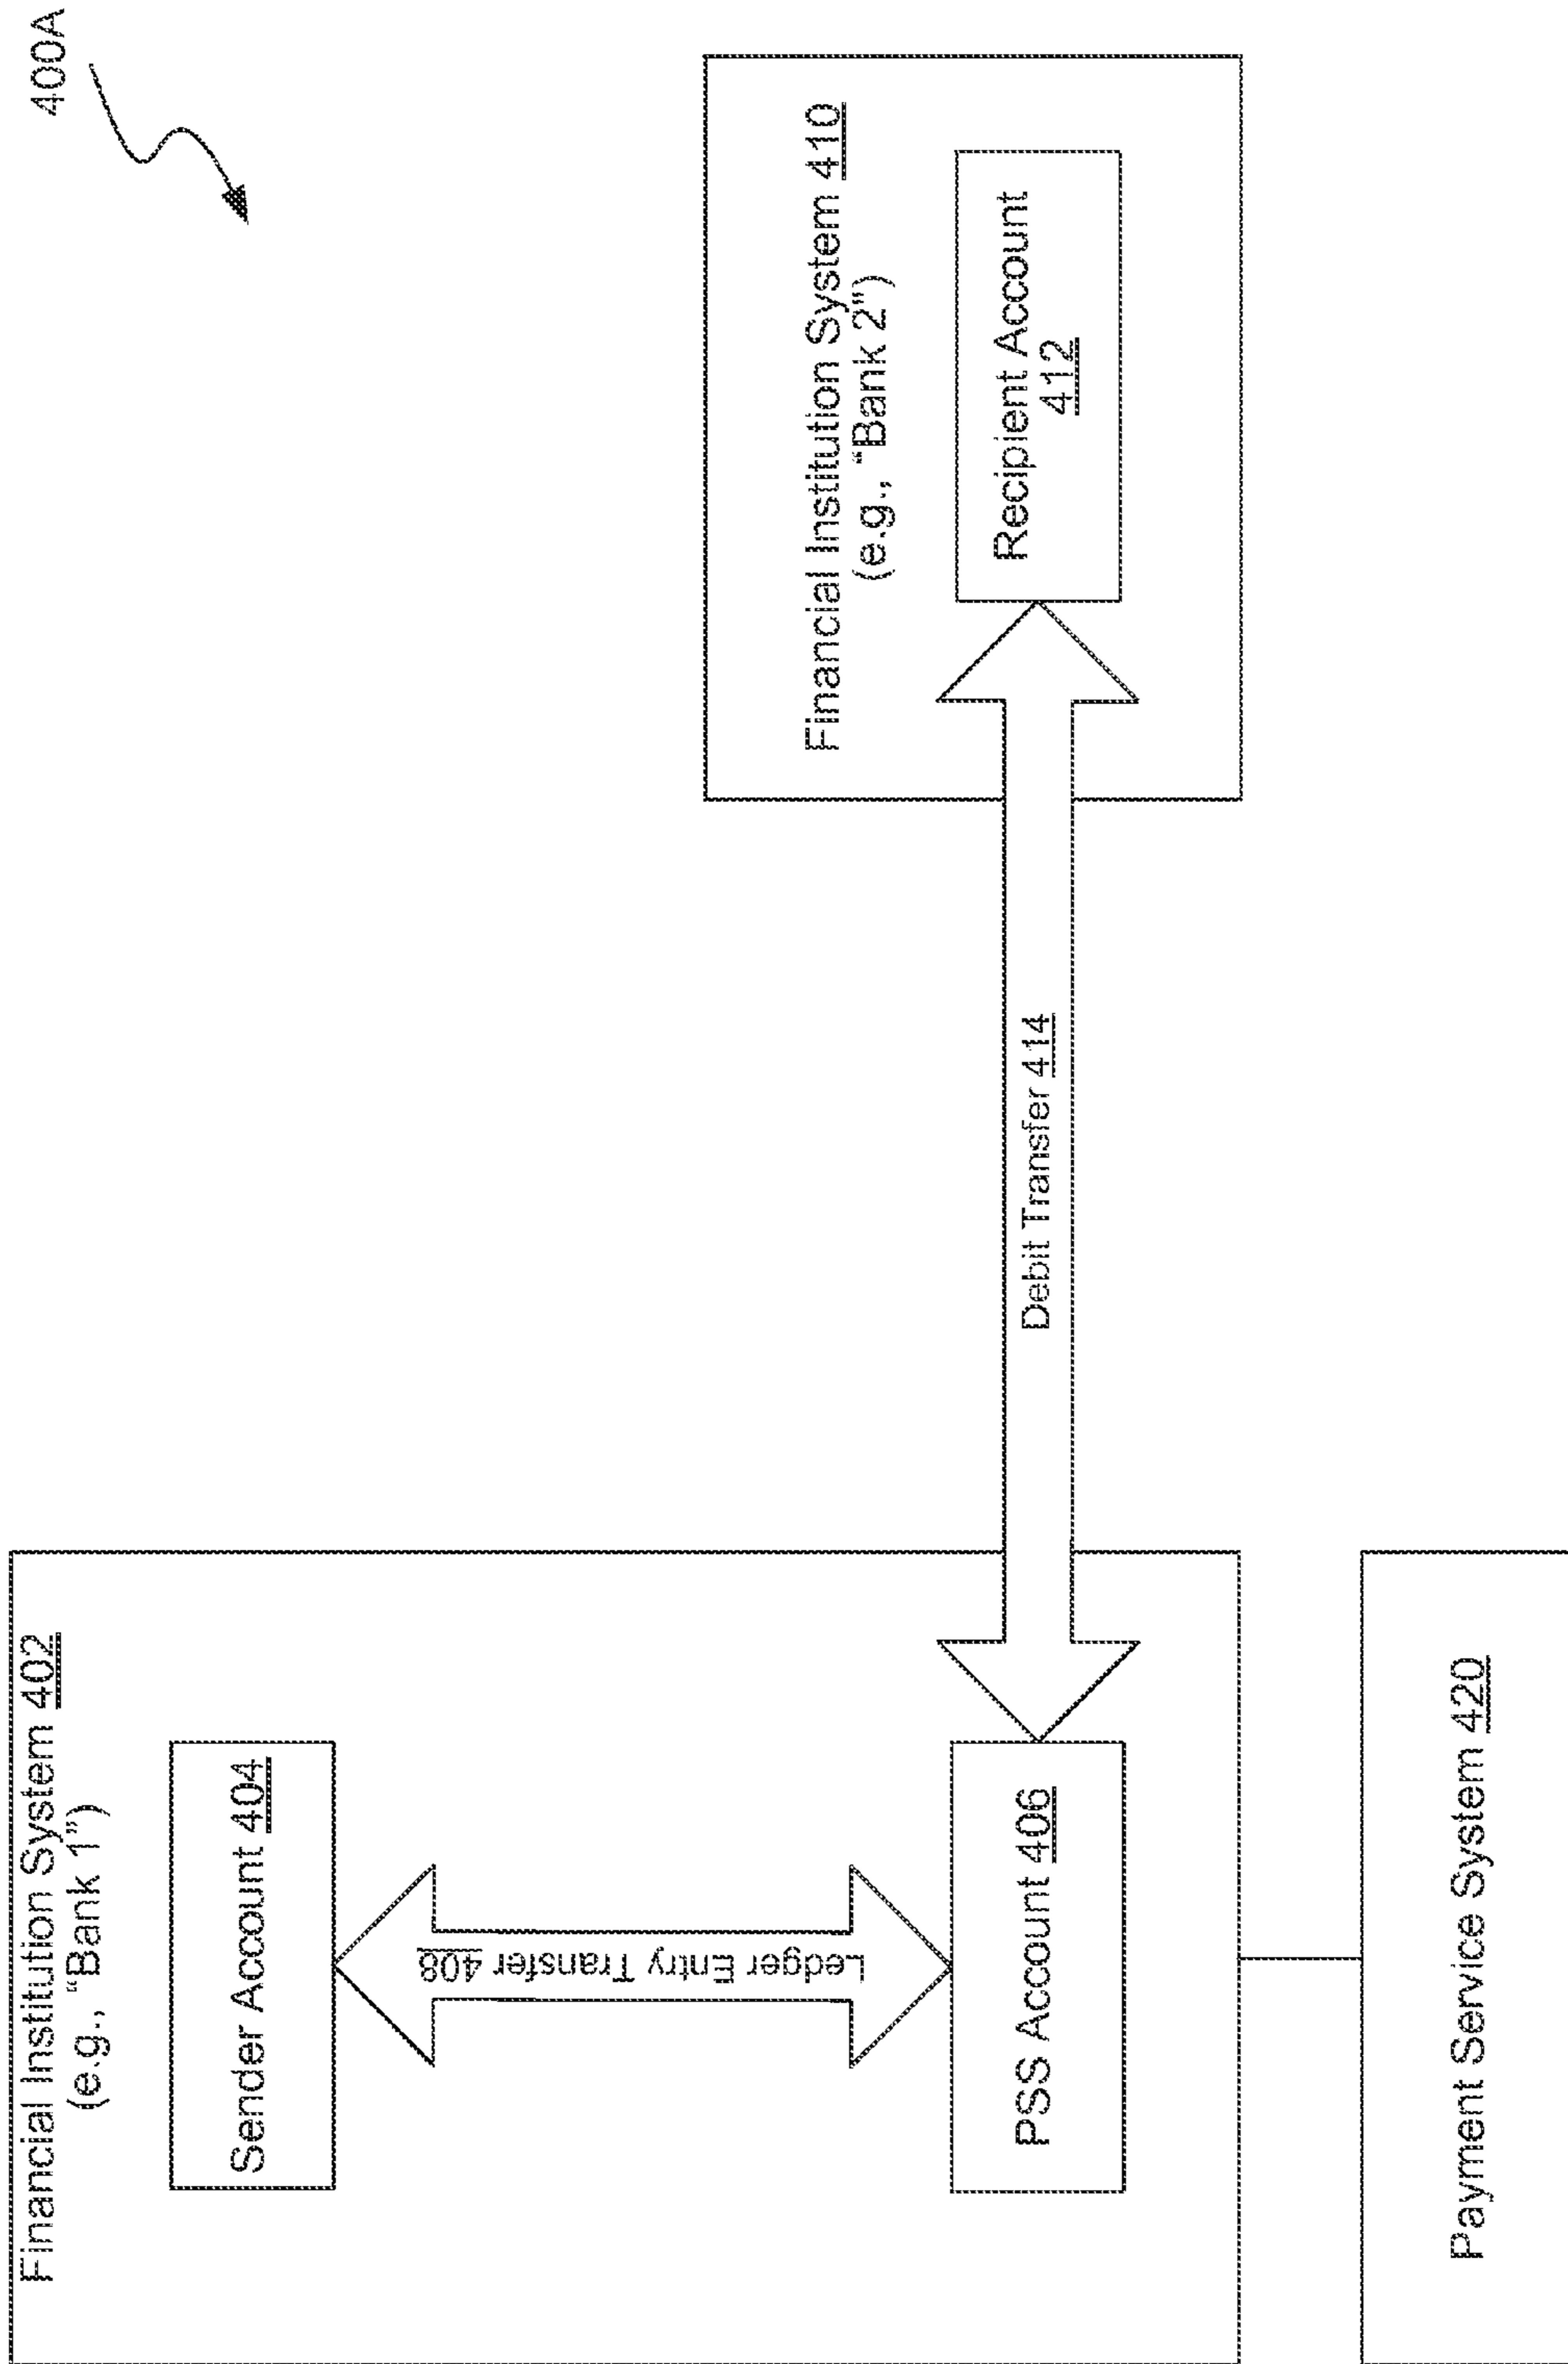 400A
Financial Institution System 402
(e.g., “Bank 1”)
Sender Account 404
Ledger Entry Transfer 408
PSS Account 406
Payment Service System 420
Debit Transfer 414
Financial Institution System 410
(e.g., “Bank 2”)
Recipient Account
412